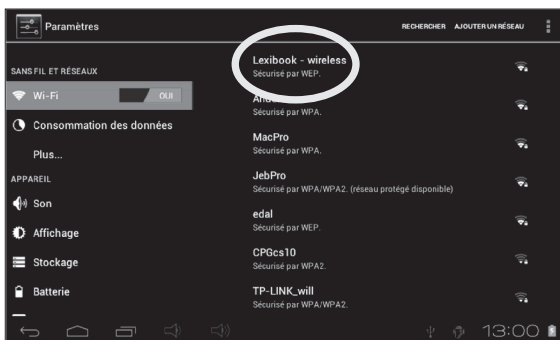 Paramètres
RECHERCHER AJOUTER UN RÉSEAU
SANS FIL ET RÉSEAUX
Wi-Fi OUI
Consommation des données
Plus...
APPAREIL
Son
Affichage
Stockage
Batterie
Lexibook - wireless
Sécurisé par WEP.
Sécurisé par WPA.
MacPro
Sécurisé par WPA.
JebPro
Sécurisé par WPA/WPA2. (réseau protégé disponible)
edal
Sécurisé par WEP.
CPGcs10
Sécurisé par WPA2.
TP-LINK_will
Sécurisé par WPA/WPA2.
13:00